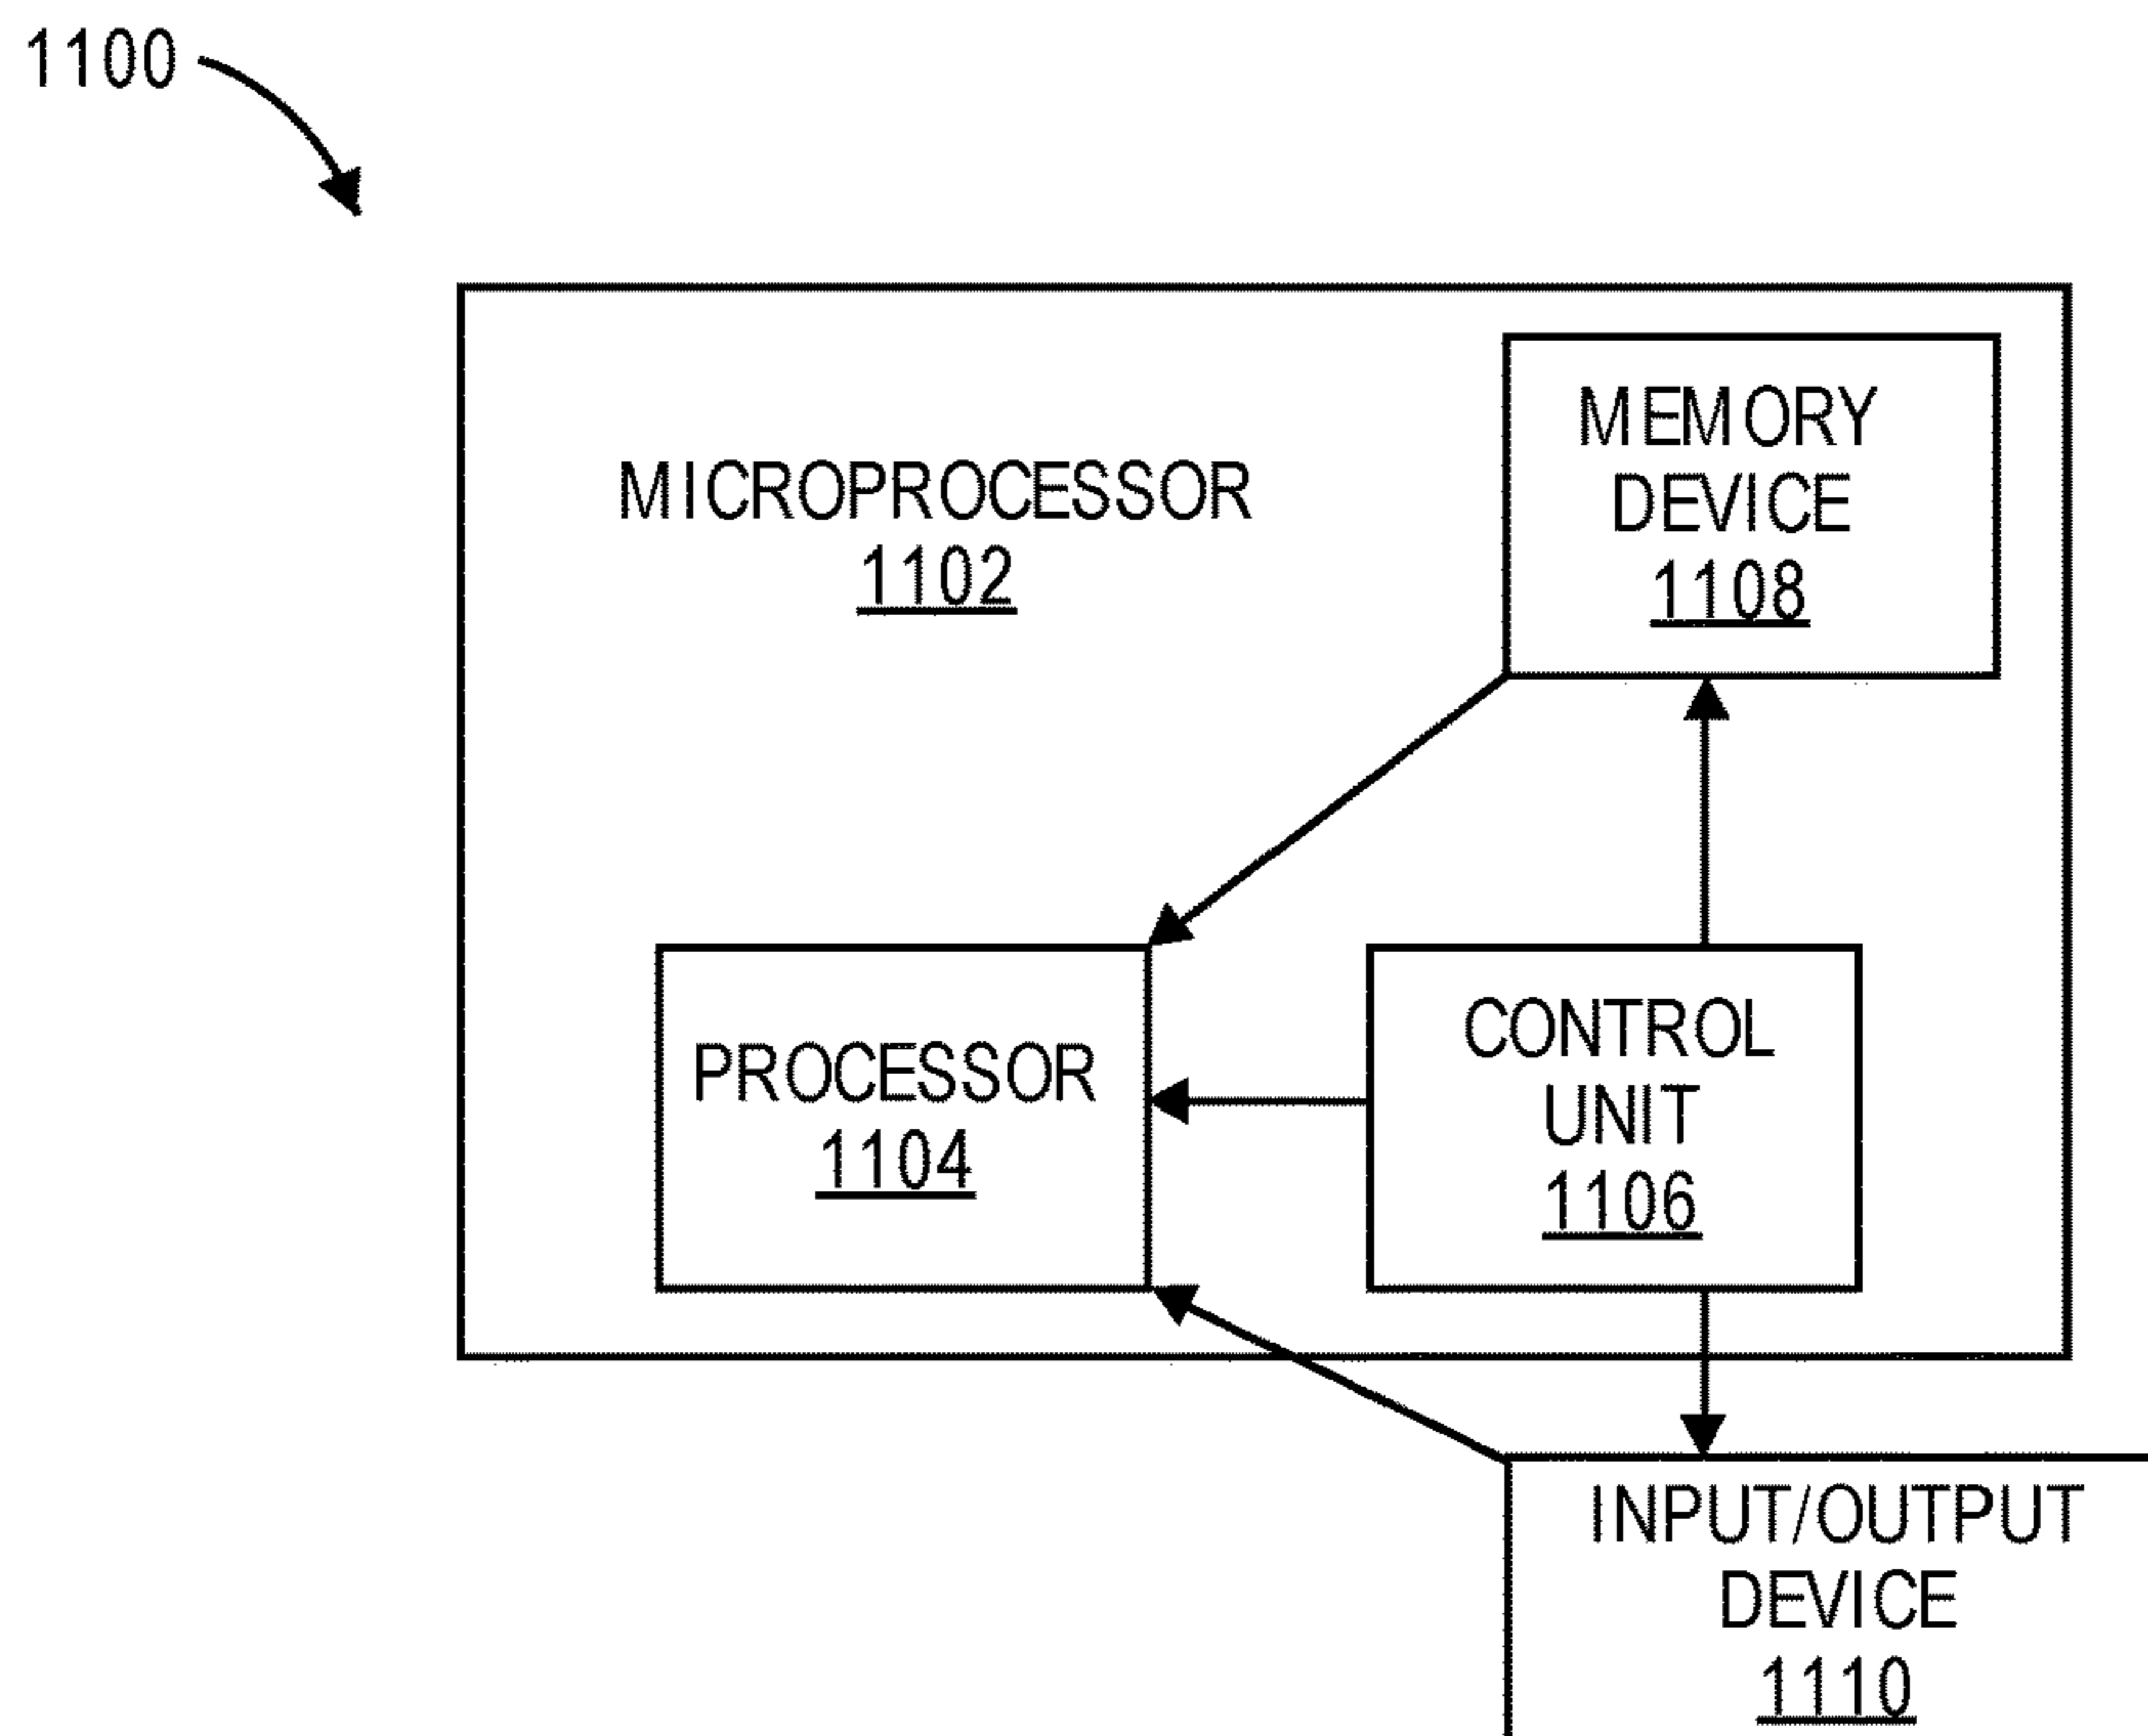 1100
MICROPROCESSOR
1102
MEMORY
DEVICE
1108
PROCESSOR
1104
CONTROL
UNIT
1106
INPUT/OUTPUT
DEVICE
1110